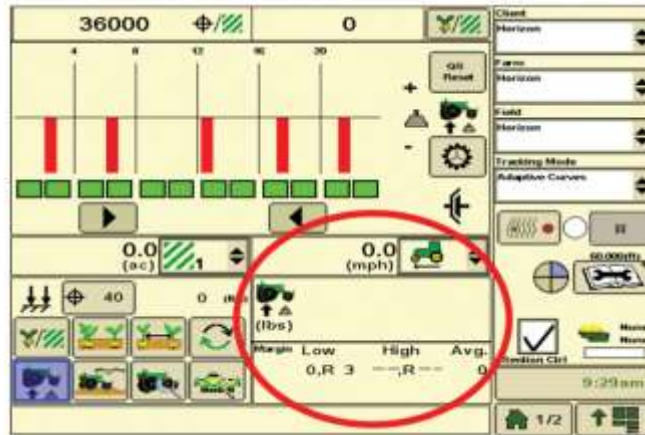 36000
0
Client
Horizon
4 8 12 16 20
QR
Reset
Farm
Horizon
+
Field
Horizon
-
Tracking Mode
Adaptive Curves
0.0
(ac)
1
0.0
(mph)
40
0
(lbs)
Margin Low High Avg.
0,R 3 --,R -- 0
None
None
9:29am
1/2